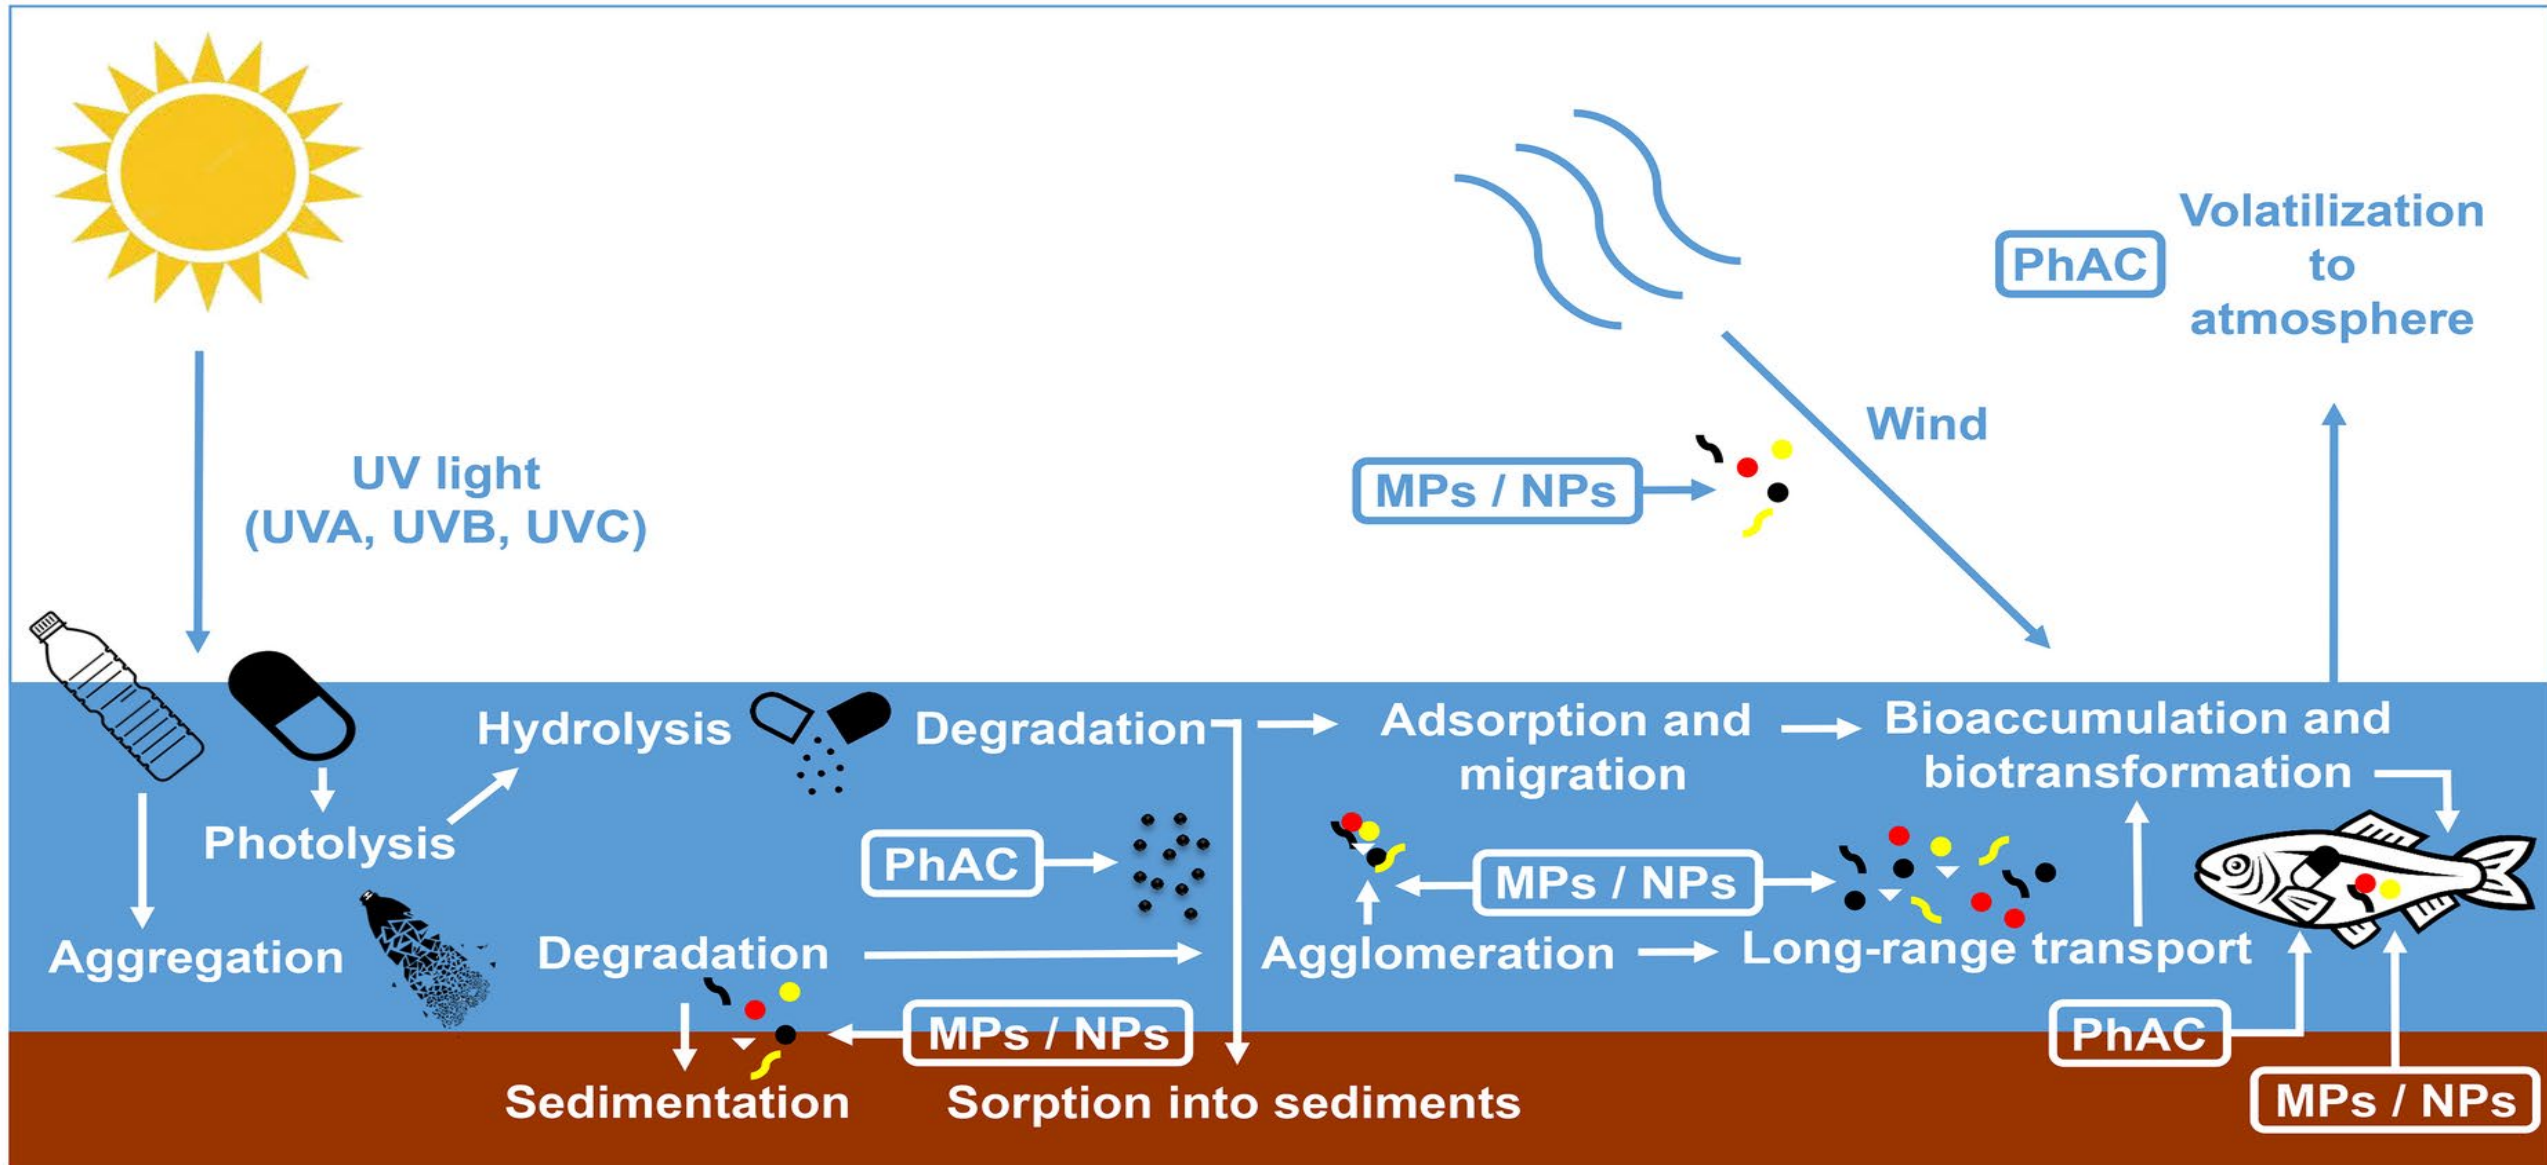 Volatilization
to
atmosphere
PhAC
Wind
UV light
(UVA, UVB, UVC)
MPs / NPs
Hydrolysis
Degradation
Adsorption and
migration
Bioaccumulation and
biotransformation
Photolysis
PhAC
MPs / NPs
Aggregation
Degradation
Agglomeration
Long-range transport
MPs / NPs
PhAC
Sedimentation
Sorption into sediments
MPs / NPs